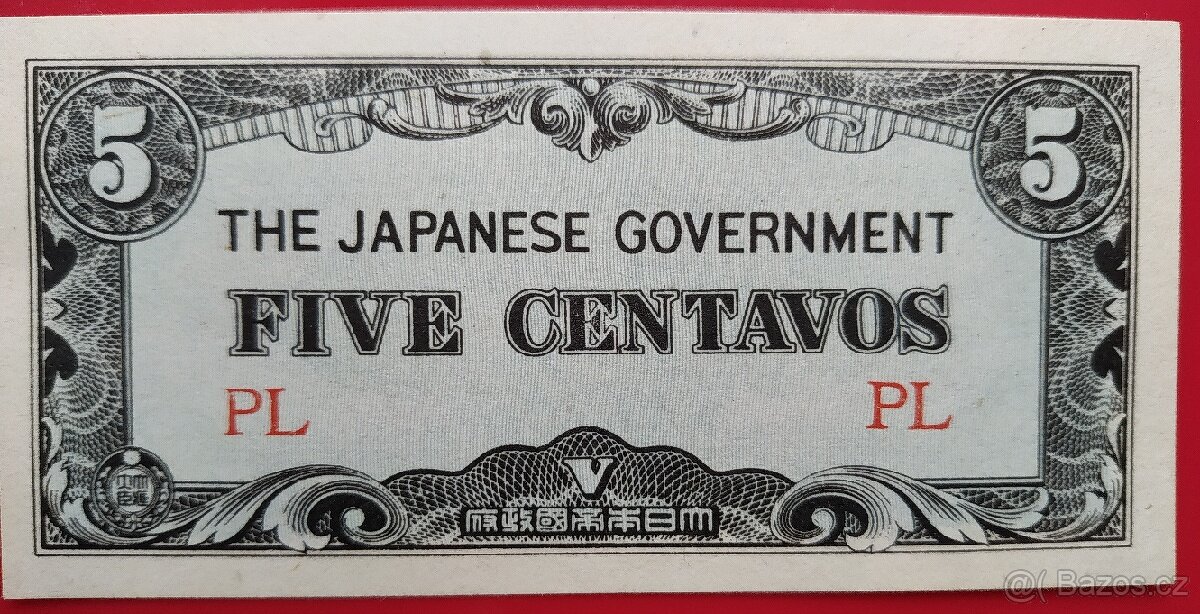 5 5
THE JAPANESE GOVERNMENT
FIVE CENTAVOS
PL PL
V
府政國帝本日大
@( Bazos.cz